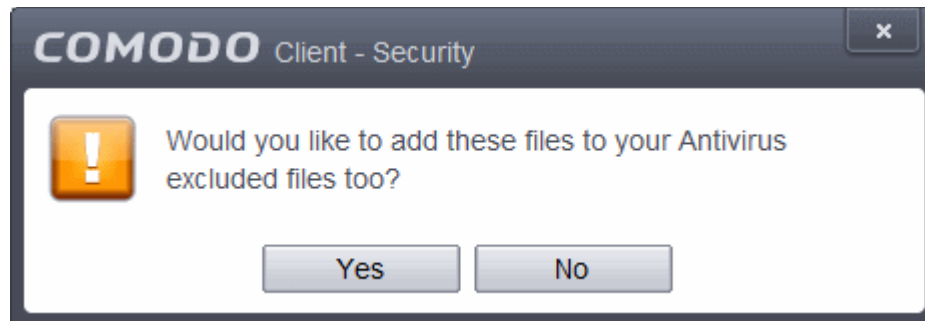 COMODO Client - Security
x
Would you like to add these files to your Antivirus
excluded files too?
Yes
No